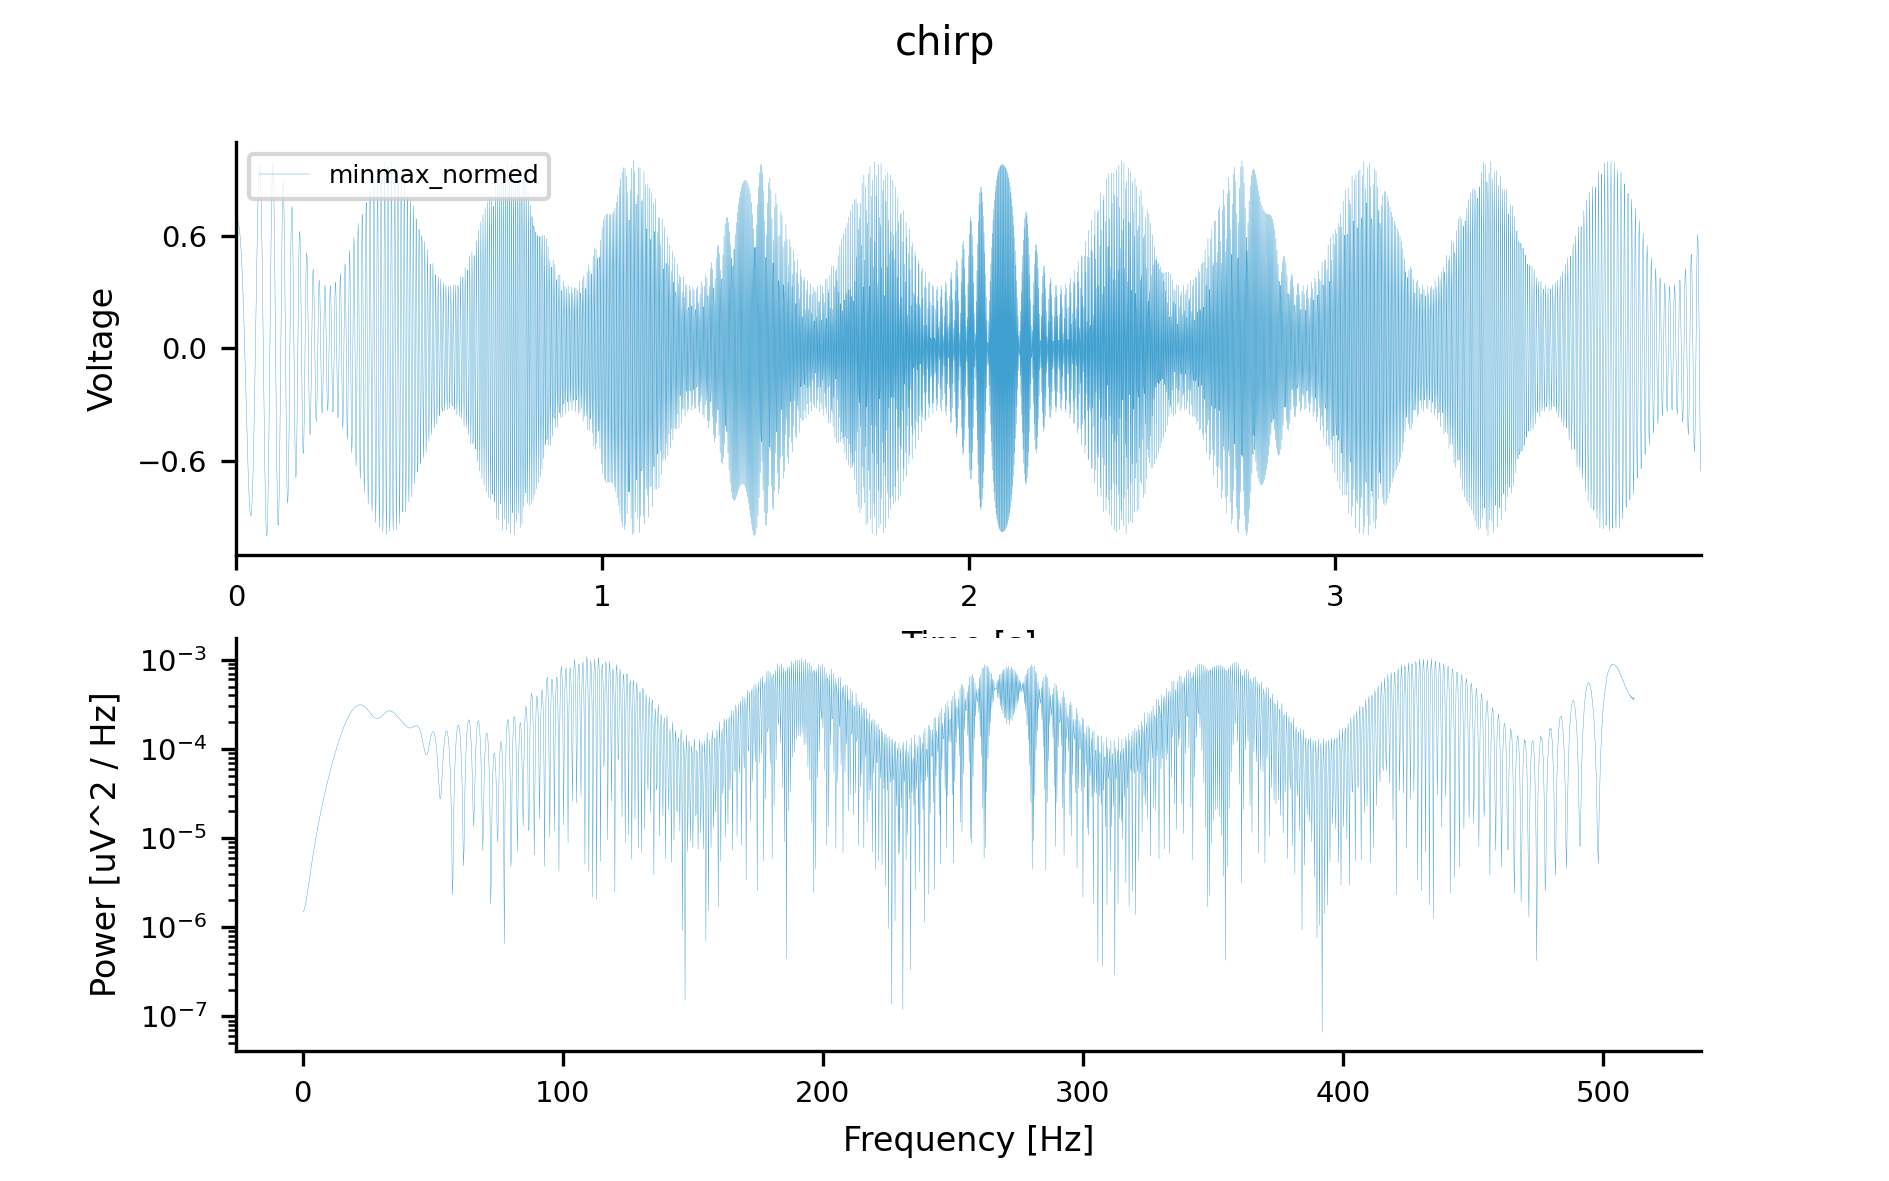 chirp
minmax_normed
Voltage
0.6
0.0
−0.6
0 1 2 3
Time [s]
Power [uV^2 / Hz]
10⁻³
10⁻⁴
10⁻⁵
10⁻⁶
10⁻⁷
0 100 200 300 400 500
Frequency [Hz]